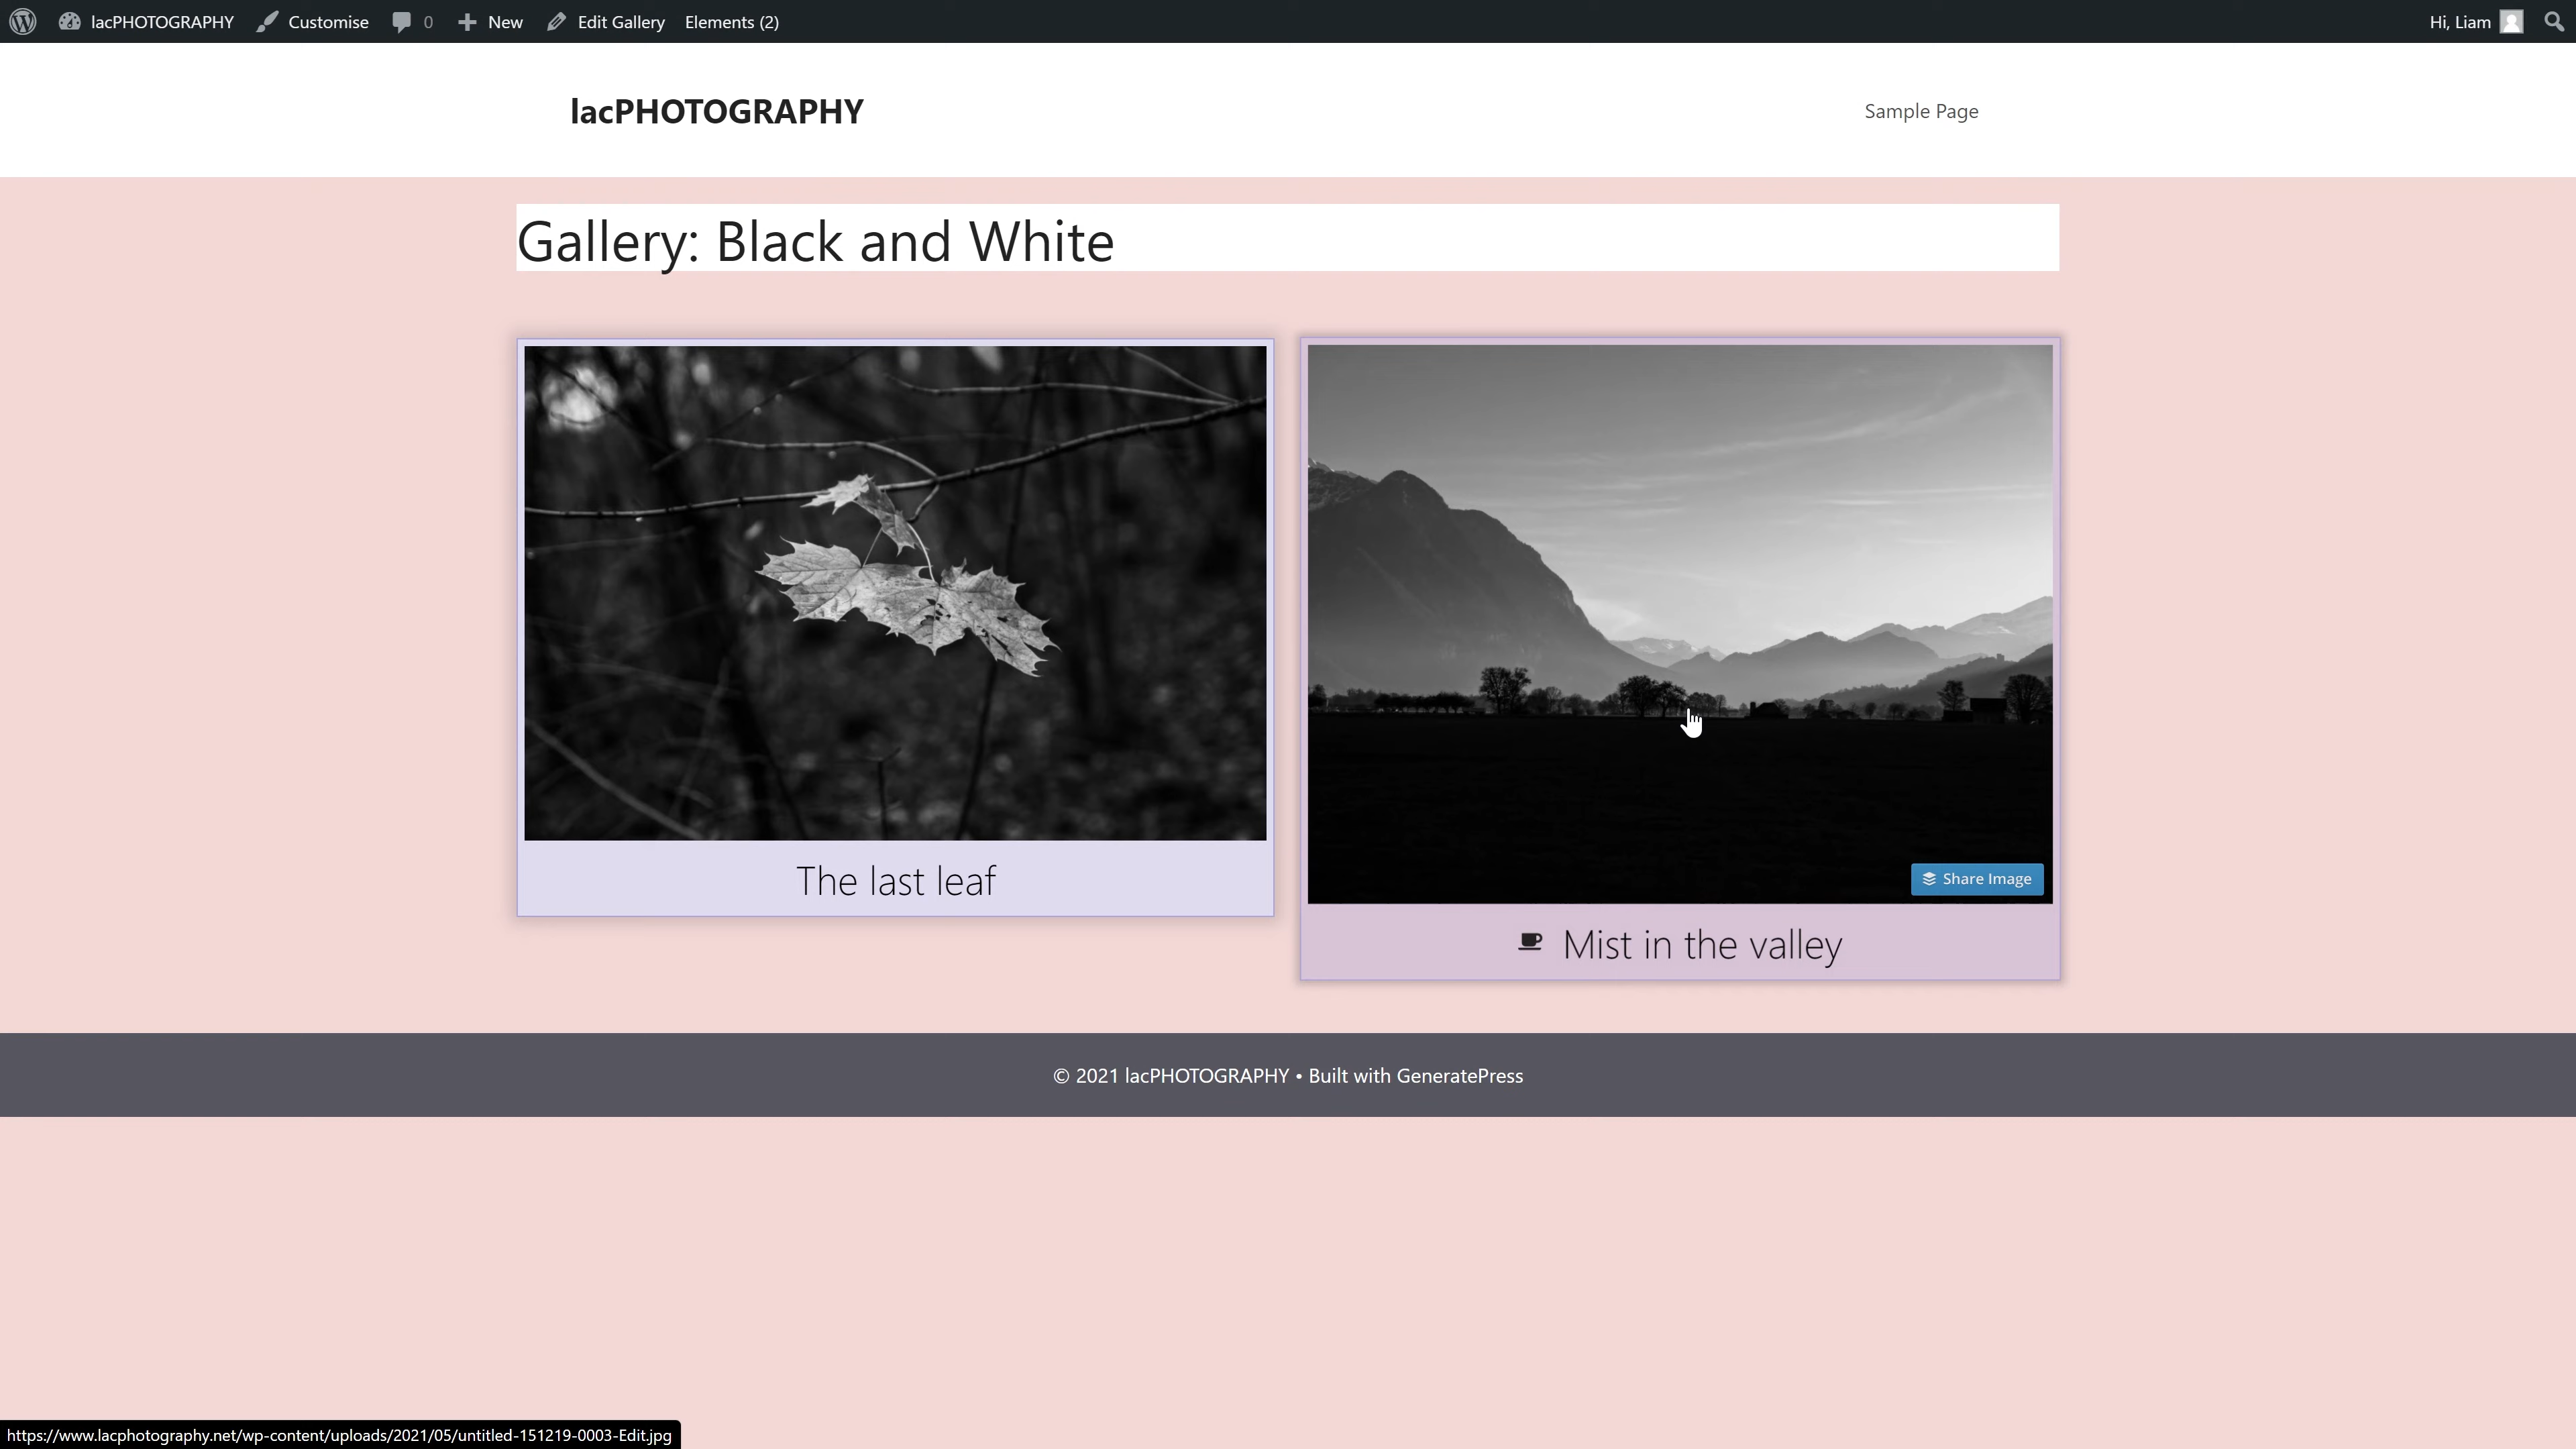 lacPHOTOGRAPHY Customise 0 New Edit Gallery Elements (2) Hi, Liam
lacPHOTOGRAPHY Sample Page
Gallery: Black and White
Share Image
The last leaf
Mist in the valley
© 2021 lacPHOTOGRAPHY • Built with GeneratePress
https://www.lacphotography.net/wp-content/uploads/2021/05/untitled-151219-0003-Edit.jpg